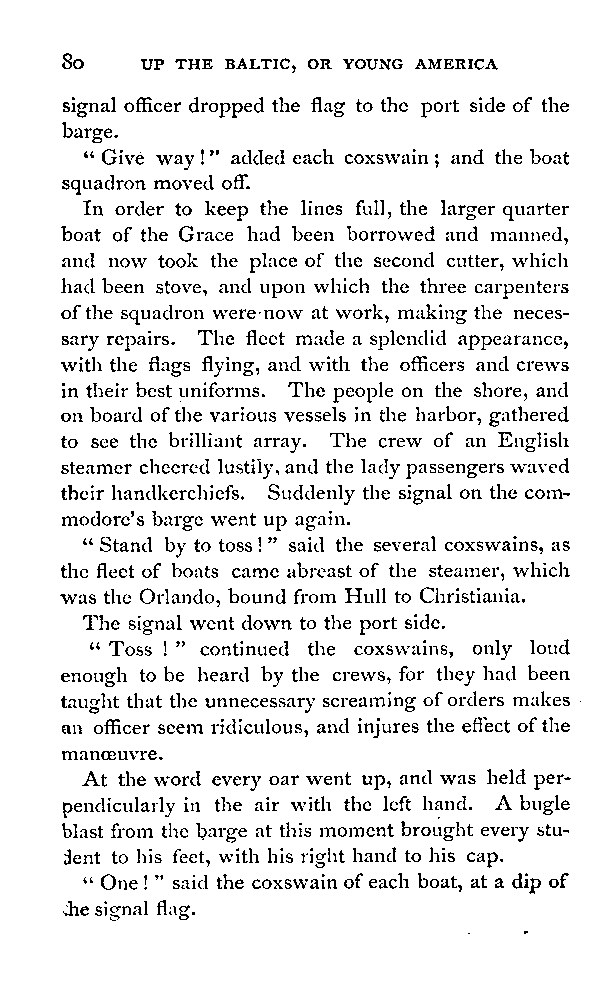 80 UP THE BALTIC, OR YOUNG AMERICA
signal officer dropped the flag to the port side of the
barge.
“ Give way ! ” added each coxswain ; and the boat
squadron moved off.
In order to keep the lines full, the larger quarter
boat of the Grace had been borrowed and manned,
and now took the place of the second cutter, which
had been stove, and upon which the three carpenters
of the squadron were now at work, making the neces-
sary repairs. The fleet made a splendid appearance,
with the flags flying, and with the officers and crews
in their best uniforms. The people on the shore, and
on board of the various vessels in the harbor, gathered
to see the brilliant array. The crew of an English
steamer cheered lustily, and the lady passengers waved
their handkerchiefs. Suddenly the signal on the com-
modore’s barge went up again.
“ Stand by to toss ! ” said the several coxswains, as
the fleet of boats came abreast of the steamer, which
was the Orlando, bound from Hull to Christiania.
The signal went down to the port side.
“ Toss ! ” continued the coxswains, only loud
enough to be heard by the crews, for they had been
taught that the unnecessary screaming of orders makes
an officer seem ridiculous, and injures the effect of the
manœuvre.
At the word every oar went up, and was held per-
pendicularly in the air with the left hand. A bugle
blast from the barge at this moment brought every stu-
dent to his feet, with his right hand to his cap.
“ One ! ” said the coxswain of each boat, at a dip of
the signal flag.